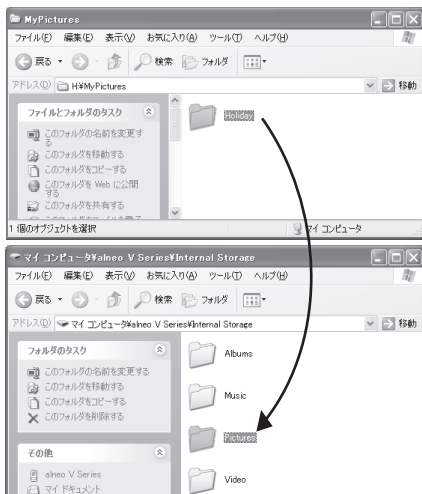 MyPictures
ファイル(F) 編集(E) 表示(V) お気に入り(A) ツール(T) ヘルプ(H)
戻る 検索 フォルダ
アドレス(D) H:¥MyPictures 移動
ファイルとフォルダのタスク
Holiday
このフォルダの名前を変更す
る
このフォルダを移動する
このフォルダをコピーする
このフォルダを Web に公開
する
このフォルダを共有する
1 個のオブジェクトを選択 マイ コンピュータ
マイ コンピュータ¥alneo V Series¥Internal Storage
ファイル(F) 編集(E) 表示(V) お気に入り(A) ツール(T) ヘルプ(H)
戻る 検索 フォルダ
アドレス(D) マイ コンピュータ¥alneo V Series¥Internal Storage 移動
フォルダのタスク
Albums
このフォルダの名前を変更する
このフォルダを移動する
このフォルダをコピーする
このフォルダを削除する
Music
Pictures
その他
alneo V Series
マイ ドキュメント
Video